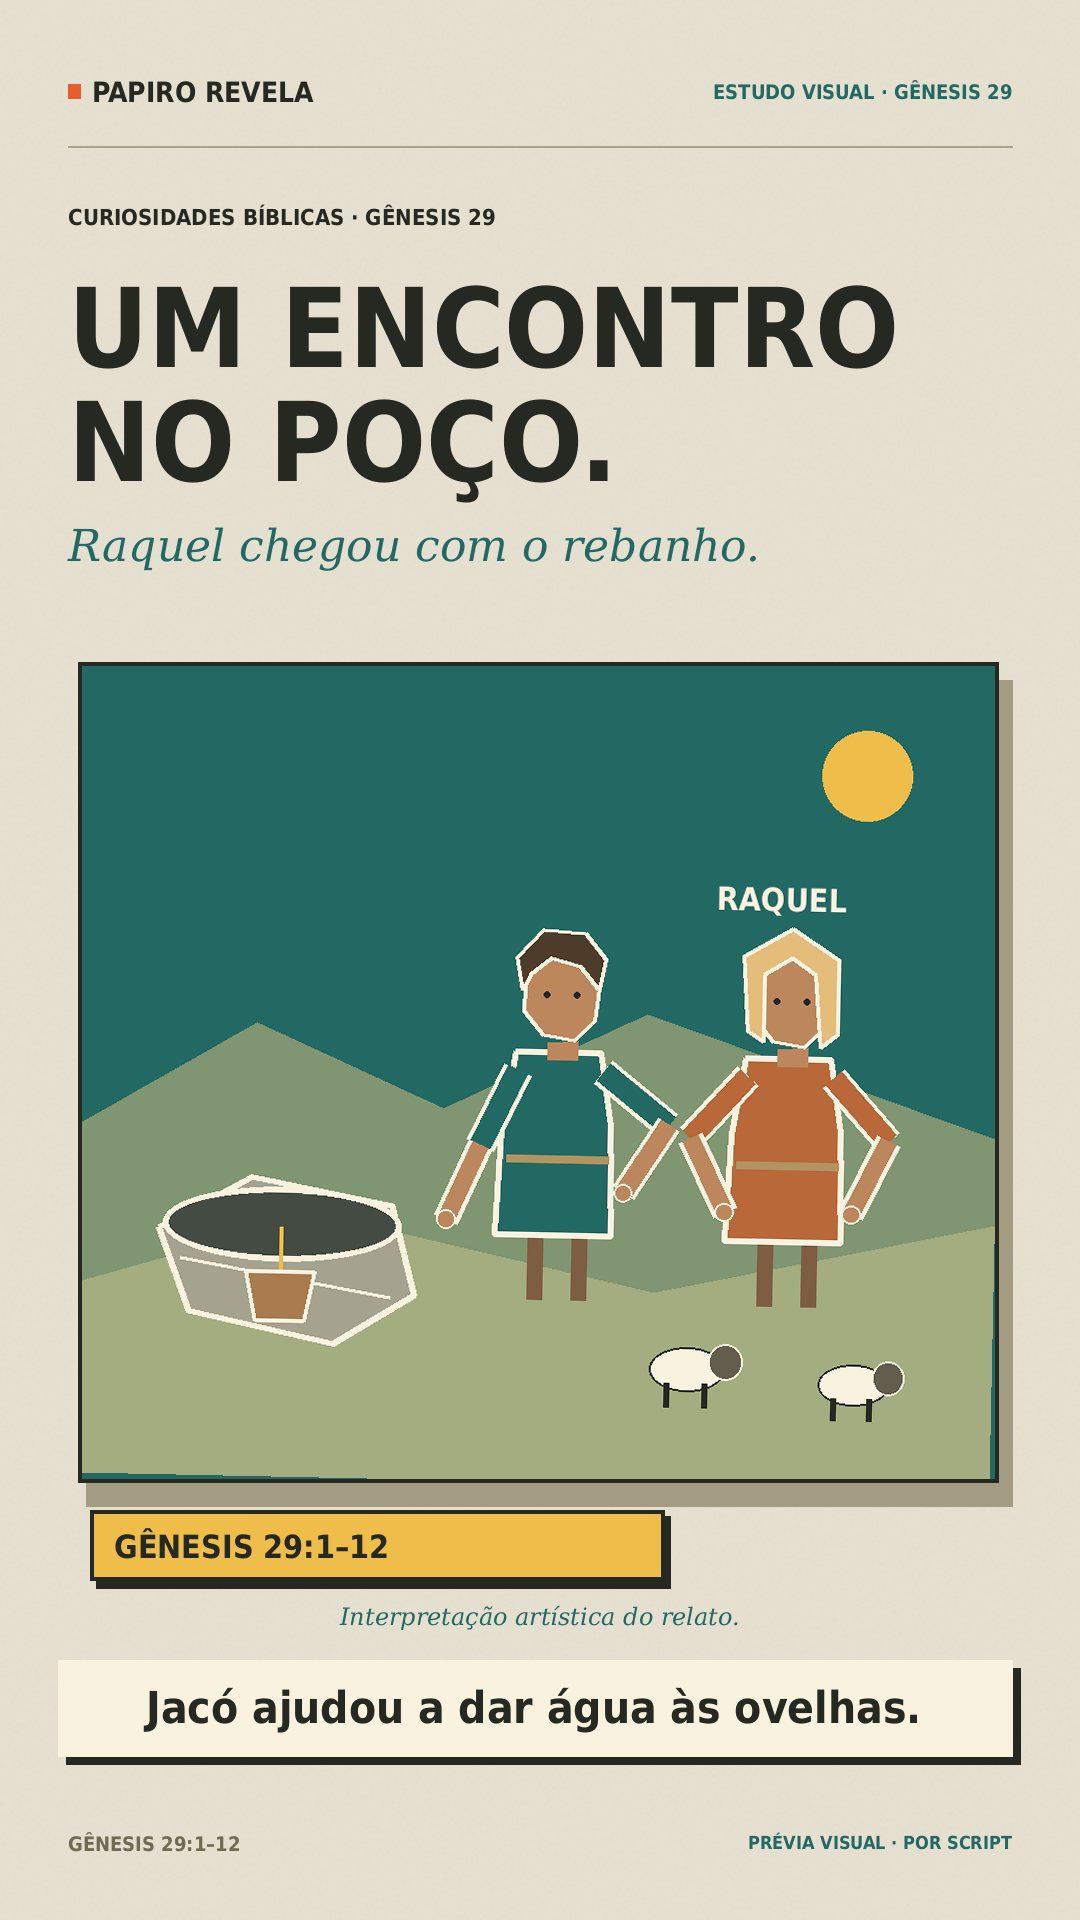 PAPIRO REVELA
ESTUDO VISUAL · GÊNESIS 29
CURIOSIDADES BÍBLICAS · GÊNESIS 29
UM ENCONTRO
NO POÇO.
Raquel chegou com o rebanho.
RAQUEL
GÊNESIS 29:1–12
Interpretação artística do relato.
Jacó ajudou a dar água às ovelhas.
GÊNESIS 29:1–12
PRÉVIA VISUAL · POR SCRIPT